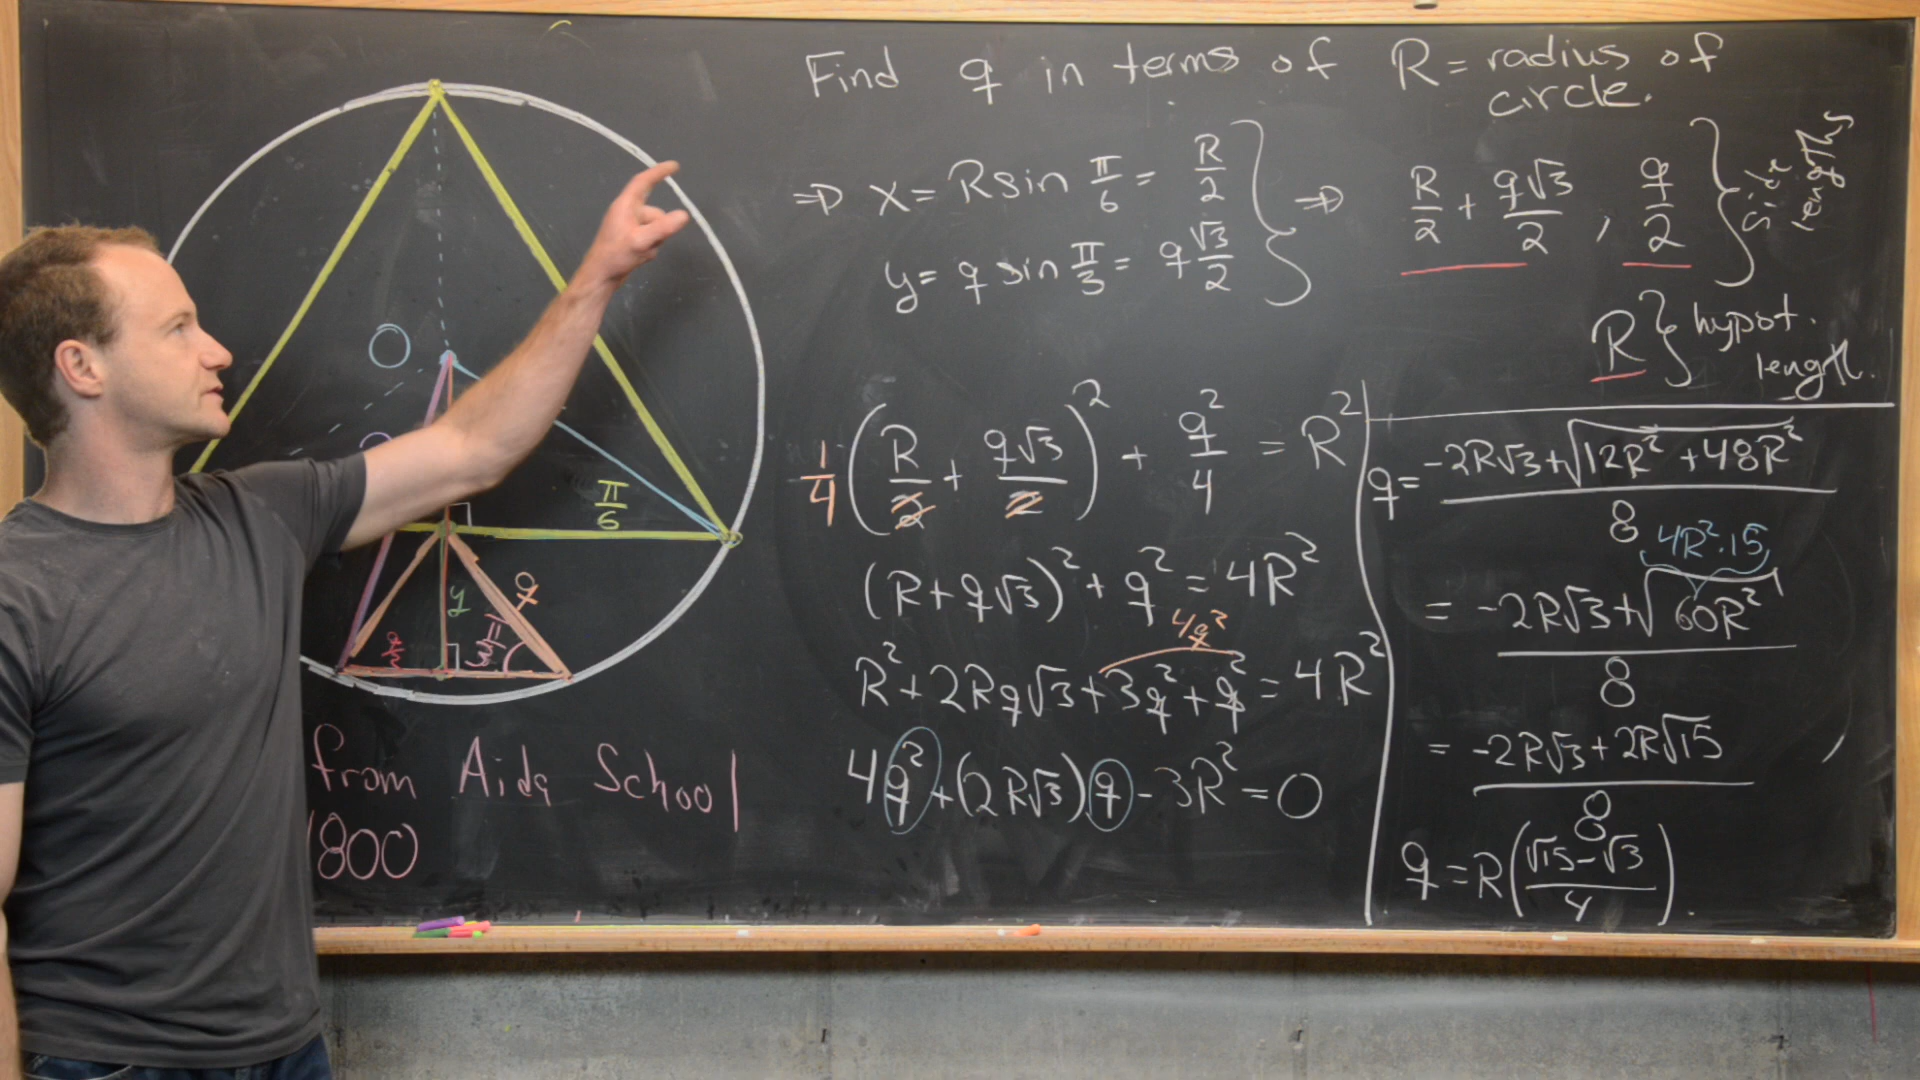 Find q in terms of R = radius of circle.
⇒ x = R sin π/6 = R/2
y = q sin π/3 = q √3/2
⇒ R/2 + q√3/2 , q/2 } side lengths
R } hypot. length.
1/4 (R/2 + q√3/2)² + q²/4 = R²
(R + q√3)² + q² = 4R²
4q²
R² + 2Rq√3 + 3q² + q² = 4R²
4q² + (2R√3)q - 3R² = 0
q = (-2R√3 + √(12R² + 48R²))/8
4R²·15
= (-2R√3 + √(60R²))/8
= (-2R√3 + 2R√15)/8
q = R((√15 - √3)/4).
O
π/6
y
q
q/2
π/3
from Aida School
1800